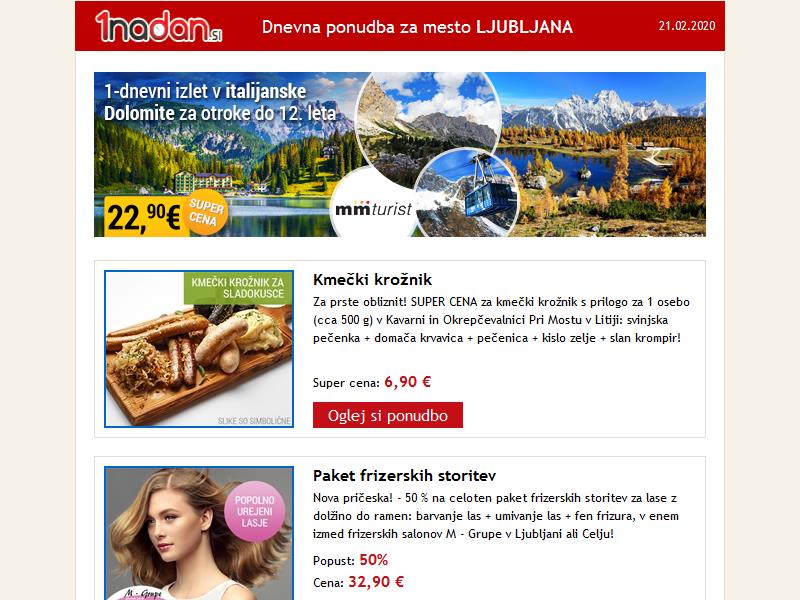 1nadan.si
Dnevna ponudba za mesto LJUBLJANA
21.02.2020
1-dnevni izlet v italijanske
Dolomite za otroke do 12. leta
22,90€
SUPER
CENA
mmturist
KMEČKI KROŽNIK ZA
SLADOKUSCE
SLIKE SO SIMBOLIČNE
Kmečki krožnik
Za prste obliznit! SUPER CENA za kmečki krožnik s prilogo za 1 osebo
(cca 500 g) v Kavarni in Okrepčevalnici Pri Mostu v Litiji: svinjska
pečenka + domača krvavica + pečenica + kislo zelje + slan krompir!
Super cena: 6,90 €
Oglej si ponudbo
POPOLNO
UREJENI
LASJE
M - Grupe
Paket frizerskih storitev
Nova pričeska! - 50 % na celoten paket frizerskih storitev za lase z
dolžino do ramen: barvanje las + umivanje las + fen frizura, v enem
izmed frizerskih salonov M - Grupe v Ljubljani ali Celju!
Popust: 50%
Cena: 32,90 €